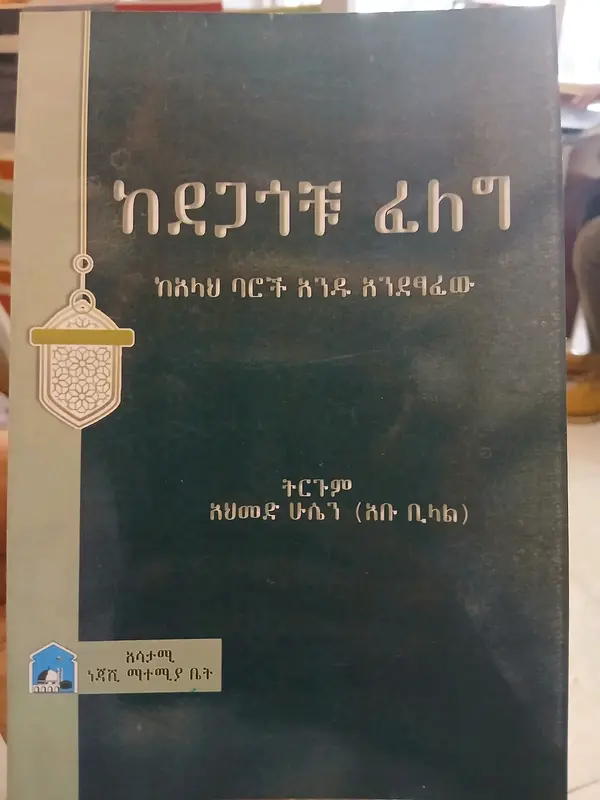 ከደጋጎቹ ፈለግ
ከአላህ ባሮች አንዱ እንደፃፈው
ትርጉም
አህመድ ሁሴን (አቡ ቢላል)
አሳታሚ
ነጃሺ ማተሚያ ቤት